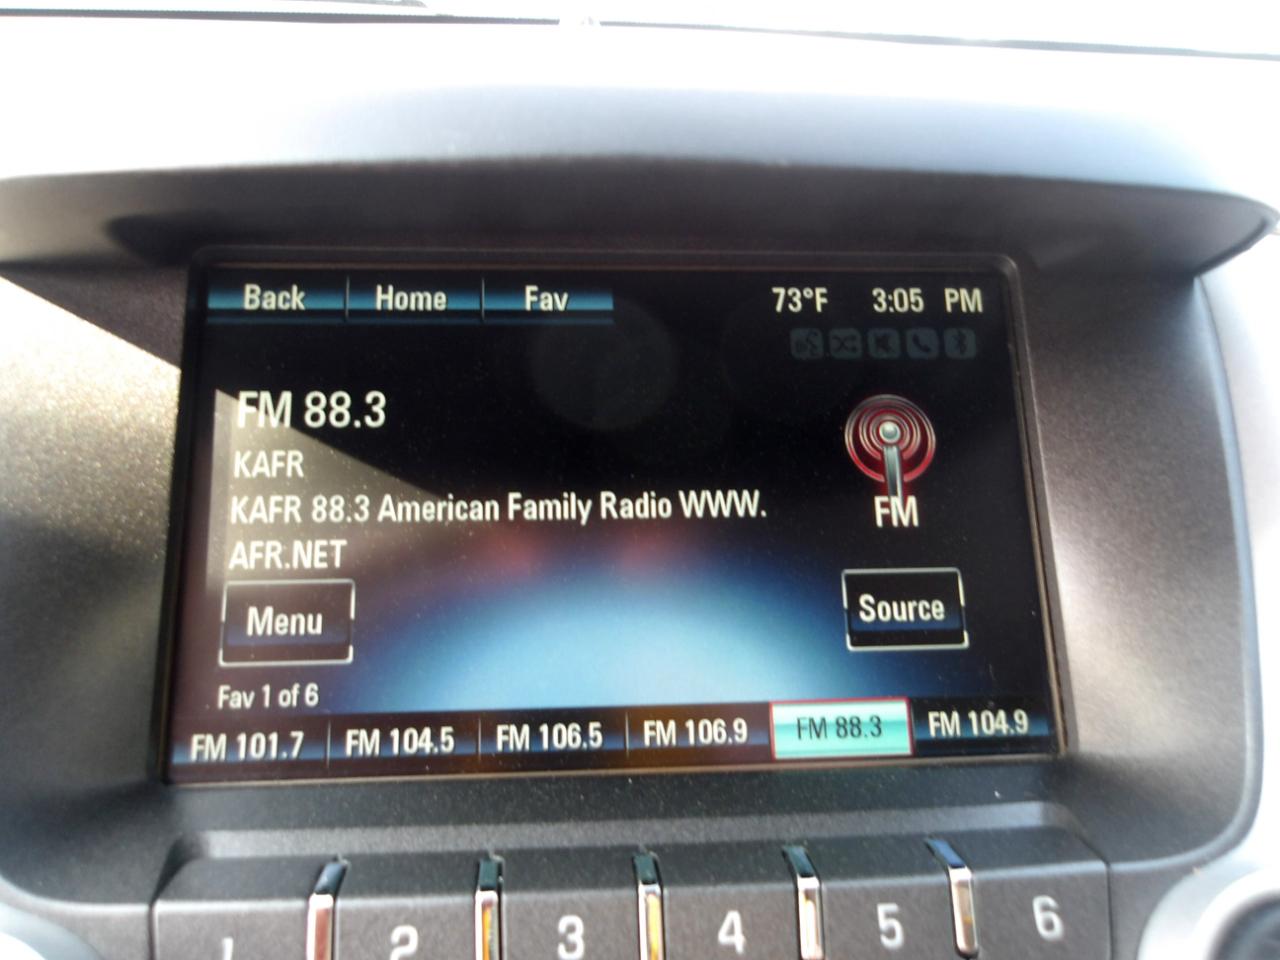 Back Home Fav 73°F 3:05 PM
FM 88.3
KAFR
KAFR 88.3 American Family Radio WWW.
AFR.NET
FM
Menu
Source
Fav 1 of 6
FM 101.7 FM 104.5 FM 106.5 FM 106.9 FM 88.3 FM 104.9
1 2 3 4 5 6